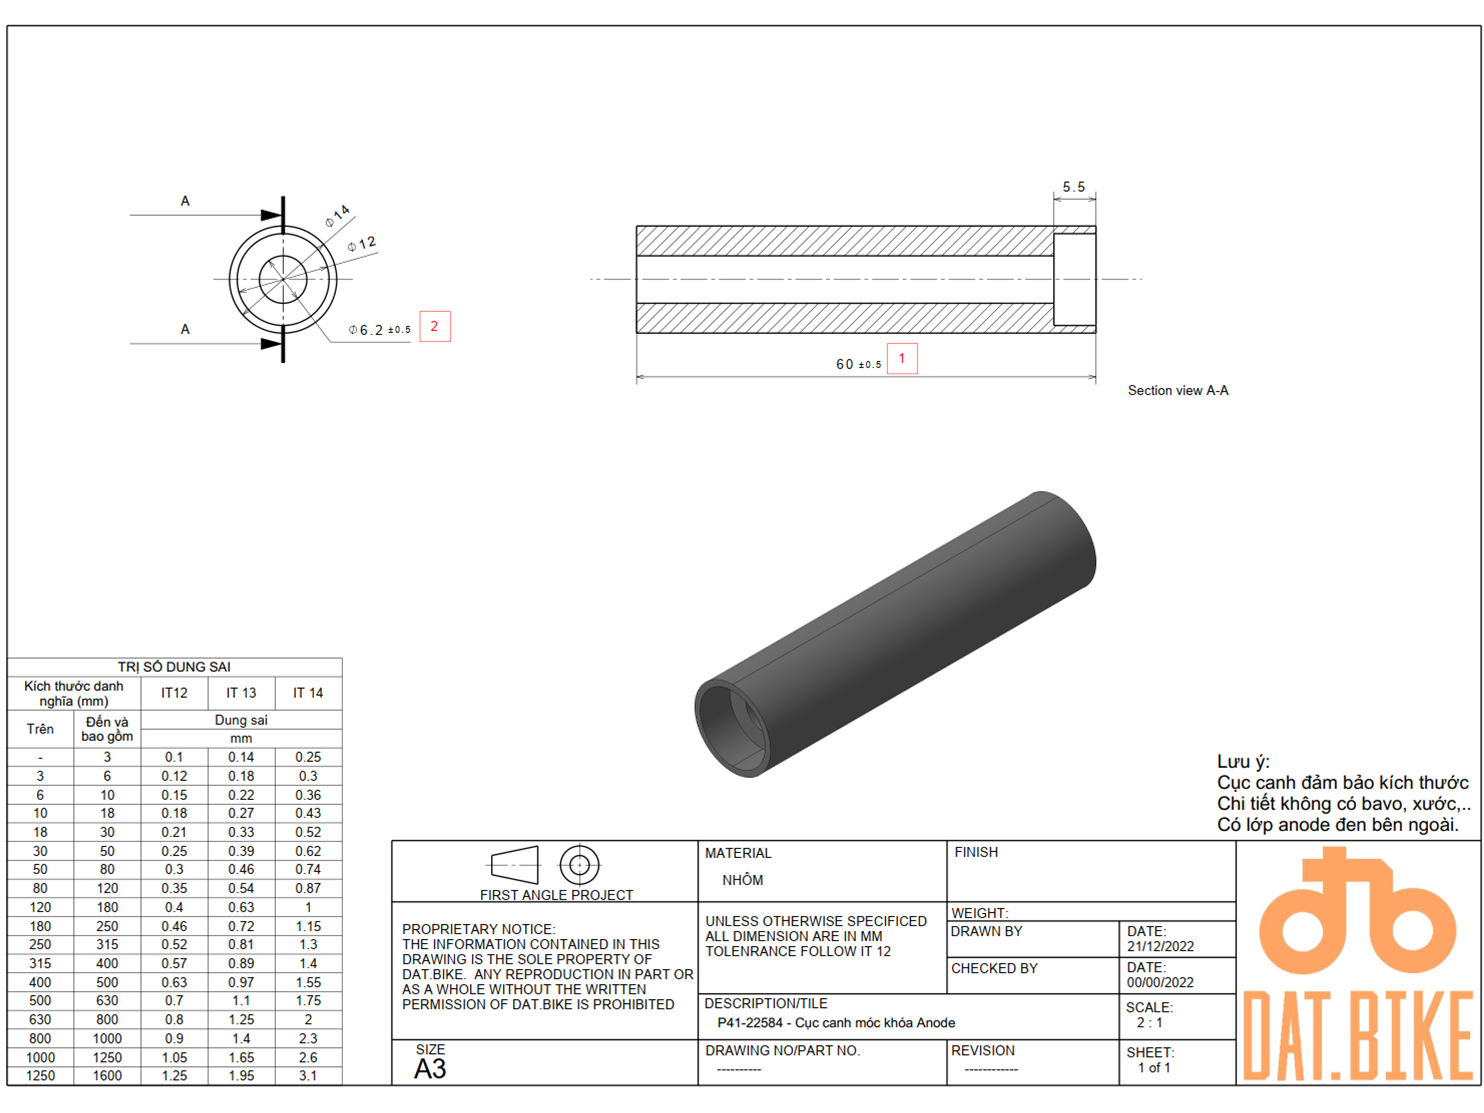 A
Φ14
Φ12
A
Φ6.2 ±0.5
2
5.5
60 ±0.5
1
Section view A-A
TRỊ SỐ DUNG SAI
Kích thước danh nghĩa (mm) IT12 IT 13 IT 14
Trên Đến và bao gồm Dung sai
mm
- 3 0.1 0.14 0.25
3 6 0.12 0.18 0.3
6 10 0.15 0.22 0.36
10 18 0.18 0.27 0.43
18 30 0.21 0.33 0.52
30 50 0.25 0.39 0.62
50 80 0.3 0.46 0.74
80 120 0.35 0.54 0.87
120 180 0.4 0.63 1
180 250 0.46 0.72 1.15
250 315 0.52 0.81 1.3
315 400 0.57 0.89 1.4
400 500 0.63 0.97 1.55
500 630 0.7 1.1 1.75
630 800 0.8 1.25 2
800 1000 0.9 1.4 2.3
1000 1250 1.05 1.65 2.6
1250 1600 1.25 1.95 3.1
Lưu ý:
Cục canh đảm bảo kích thước
Chi tiết không có bavo, xước,..
Có lớp anode đen bên ngoài.
FIRST ANGLE PROJECT
MATERIAL
NHÔM
FINISH
PROPRIETARY NOTICE:
THE INFORMATION CONTAINED IN THIS
DRAWING IS THE SOLE PROPERTY OF
DAT.BIKE. ANY REPRODUCTION IN PART OR
AS A WHOLE WITHOUT THE WRITTEN
PERMISSION OF DAT.BIKE IS PROHIBITED
UNLESS OTHERWISE SPECIFICED
ALL DIMENSION ARE IN MM
TOLENRANCE FOLLOW IT 12
WEIGHT:
DRAWN BY
DATE:
21/12/2022
CHECKED BY
DATE:
00/00/2022
DESCRIPTION/TILE
P41-22584 - Cục canh móc khóa Anode
SCALE:
2 : 1
SIZE
A3
DRAWING NO/PART NO.
----------
REVISION
------------
SHEET:
1 of 1
DAT.BIKE